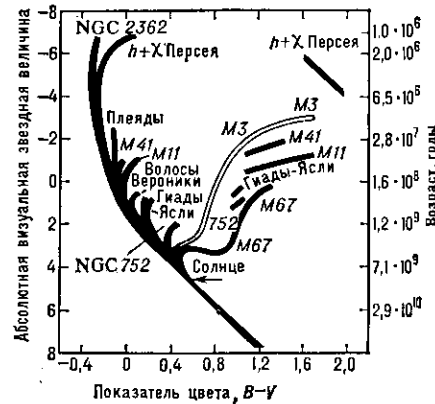 Абсолютная визуальная звездная величина
-8
-6
-4
-2
0
2
4
6
8
NGC 2362
h+χ Персея
h+χ Персея
Плеяды
M41
M11
Волосы
Вероники
Гиады
Ясли
NGC 752
M3
M3
M41
M11
Гиады-Ясли
752
M67
M67
Солнце
1,0·10⁶
2,0·10⁶
6,5·10⁶
2,8·10⁷
1,6·10⁸
1,2·10⁹
7,1·10⁹
2,9·10¹⁰
Возраст, годы
-0,4
0
0,4
0,8
1,2
1,6
2,0
Показатель цвета, B-V